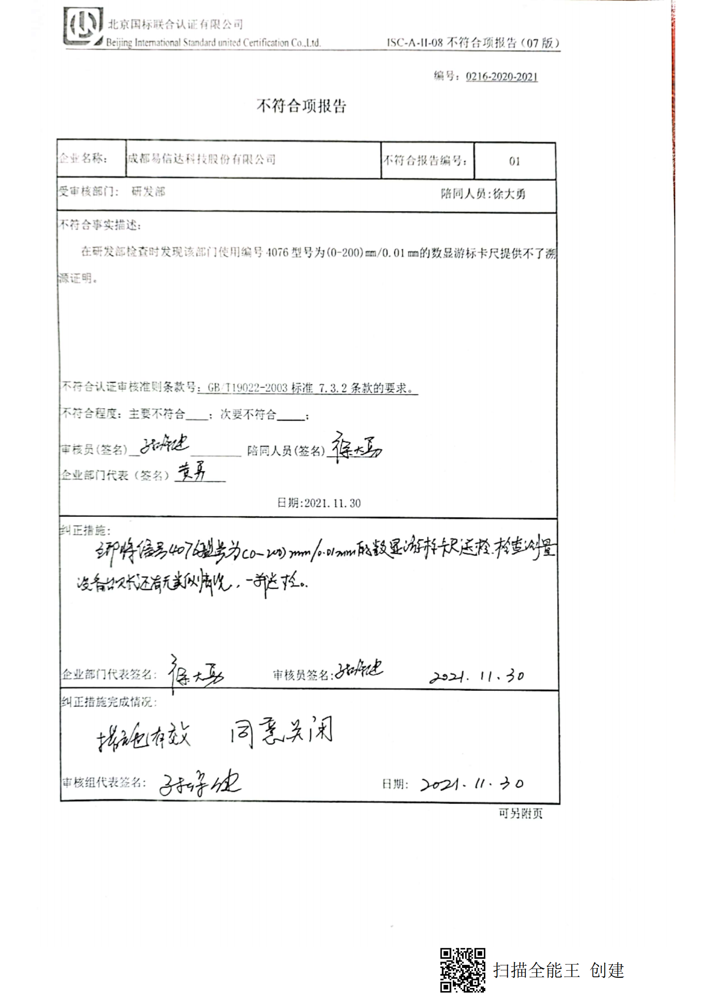 北京国标联合认证有限公司
Beijing International Standard united Certification Co.,Ltd.
ISC-A-II-08 不符合项报告（07 版）
编号：0216-2020-2021
不符合项报告
企业名称： 成都易信达科技股份有限公司 不符合报告编号： 01
受审核部门： 研发部 陪同人员:徐大勇
不符合事实描述：
在研发部检查时发现该部门使用编号 4076 型号为(0-200)mm/0.01mm的数显游标卡尺提供不了溯
源证明。
不符合认证审核准则条款号：GB/T19022-2003 标准 7.3.2 条款的要求。
不符合程度：主要不符合____；次要不符合_____；
审核员(签名) 陪同人员(签名) 徐大勇
企业部门代表（签名）黄勇
日期:2021.11.30
纠正措施：
立即将编号4076型号为(0-200)mm/0.01mm的数显游标卡尺送检,检查测量
设备台账还有无类似情况，一并送检。
企业部门代表签名： 徐大勇 审核员签名： 2021.11.30
纠正措施完成情况：
措施有效 同意关闭
审核组代表签名： 日期： 2021.11.30
可另附页
扫描全能王 创建